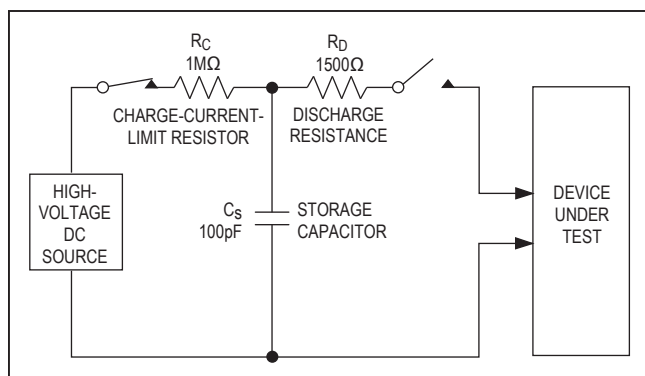 R_C
1MΩ
CHARGE-CURRENT-
LIMIT RESISTOR
R_D
1500Ω
DISCHARGE
RESISTANCE
HIGH-
VOLTAGE
DC
SOURCE
C_s
100pF
STORAGE
CAPACITOR
DEVICE
UNDER
TEST